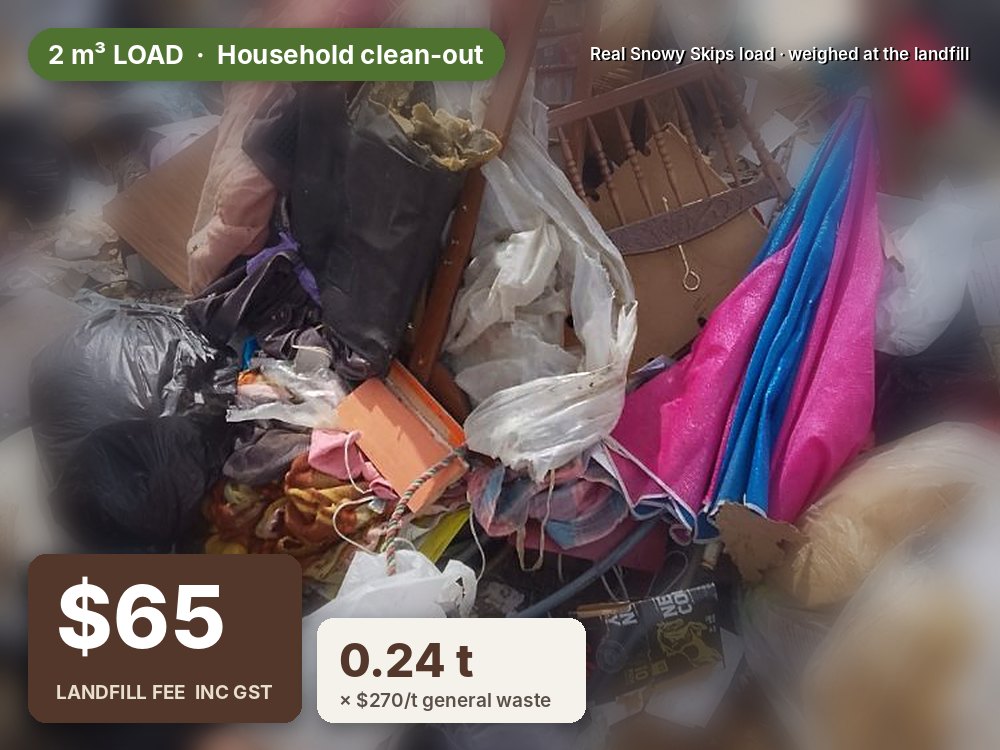 2 m³ LOAD · Household clean-out
Real Snowy Skips load · weighed at the landfill
$65
LANDFILL FEE INC GST
0.24 t
× $270/t general waste